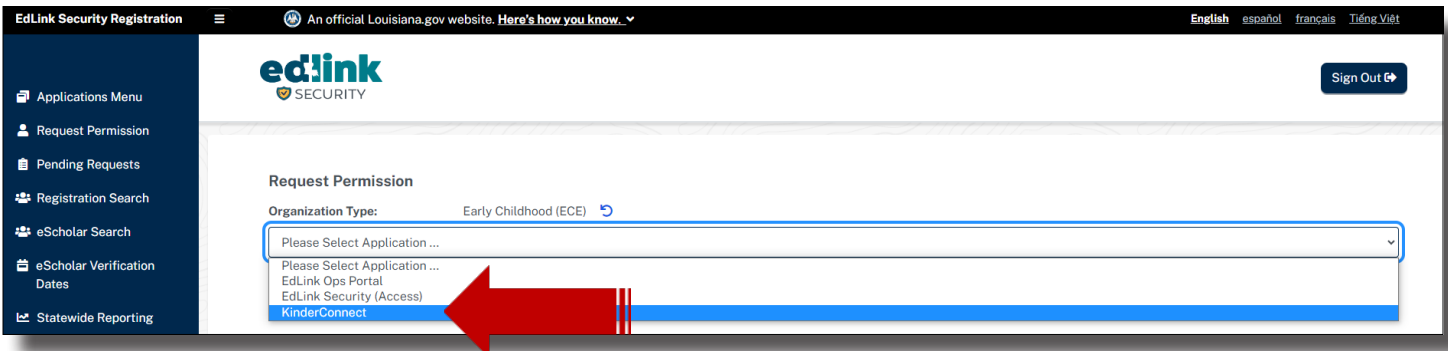 EdLink Security Registration
An official Louisiana.gov website. Here's how you know.
English español français Tiếng Việt
edlink
SECURITY
Sign Out
Applications Menu
Request Permission
Pending Requests
Registration Search
eScholar Search
eScholar Verification
Dates
Statewide Reporting
Request Permission
Organization Type: Early Childhood (ECE)
Please Select Application ...
Please Select Application ...
EdLink Ops Portal
EdLink Security (Access)
KinderConnect